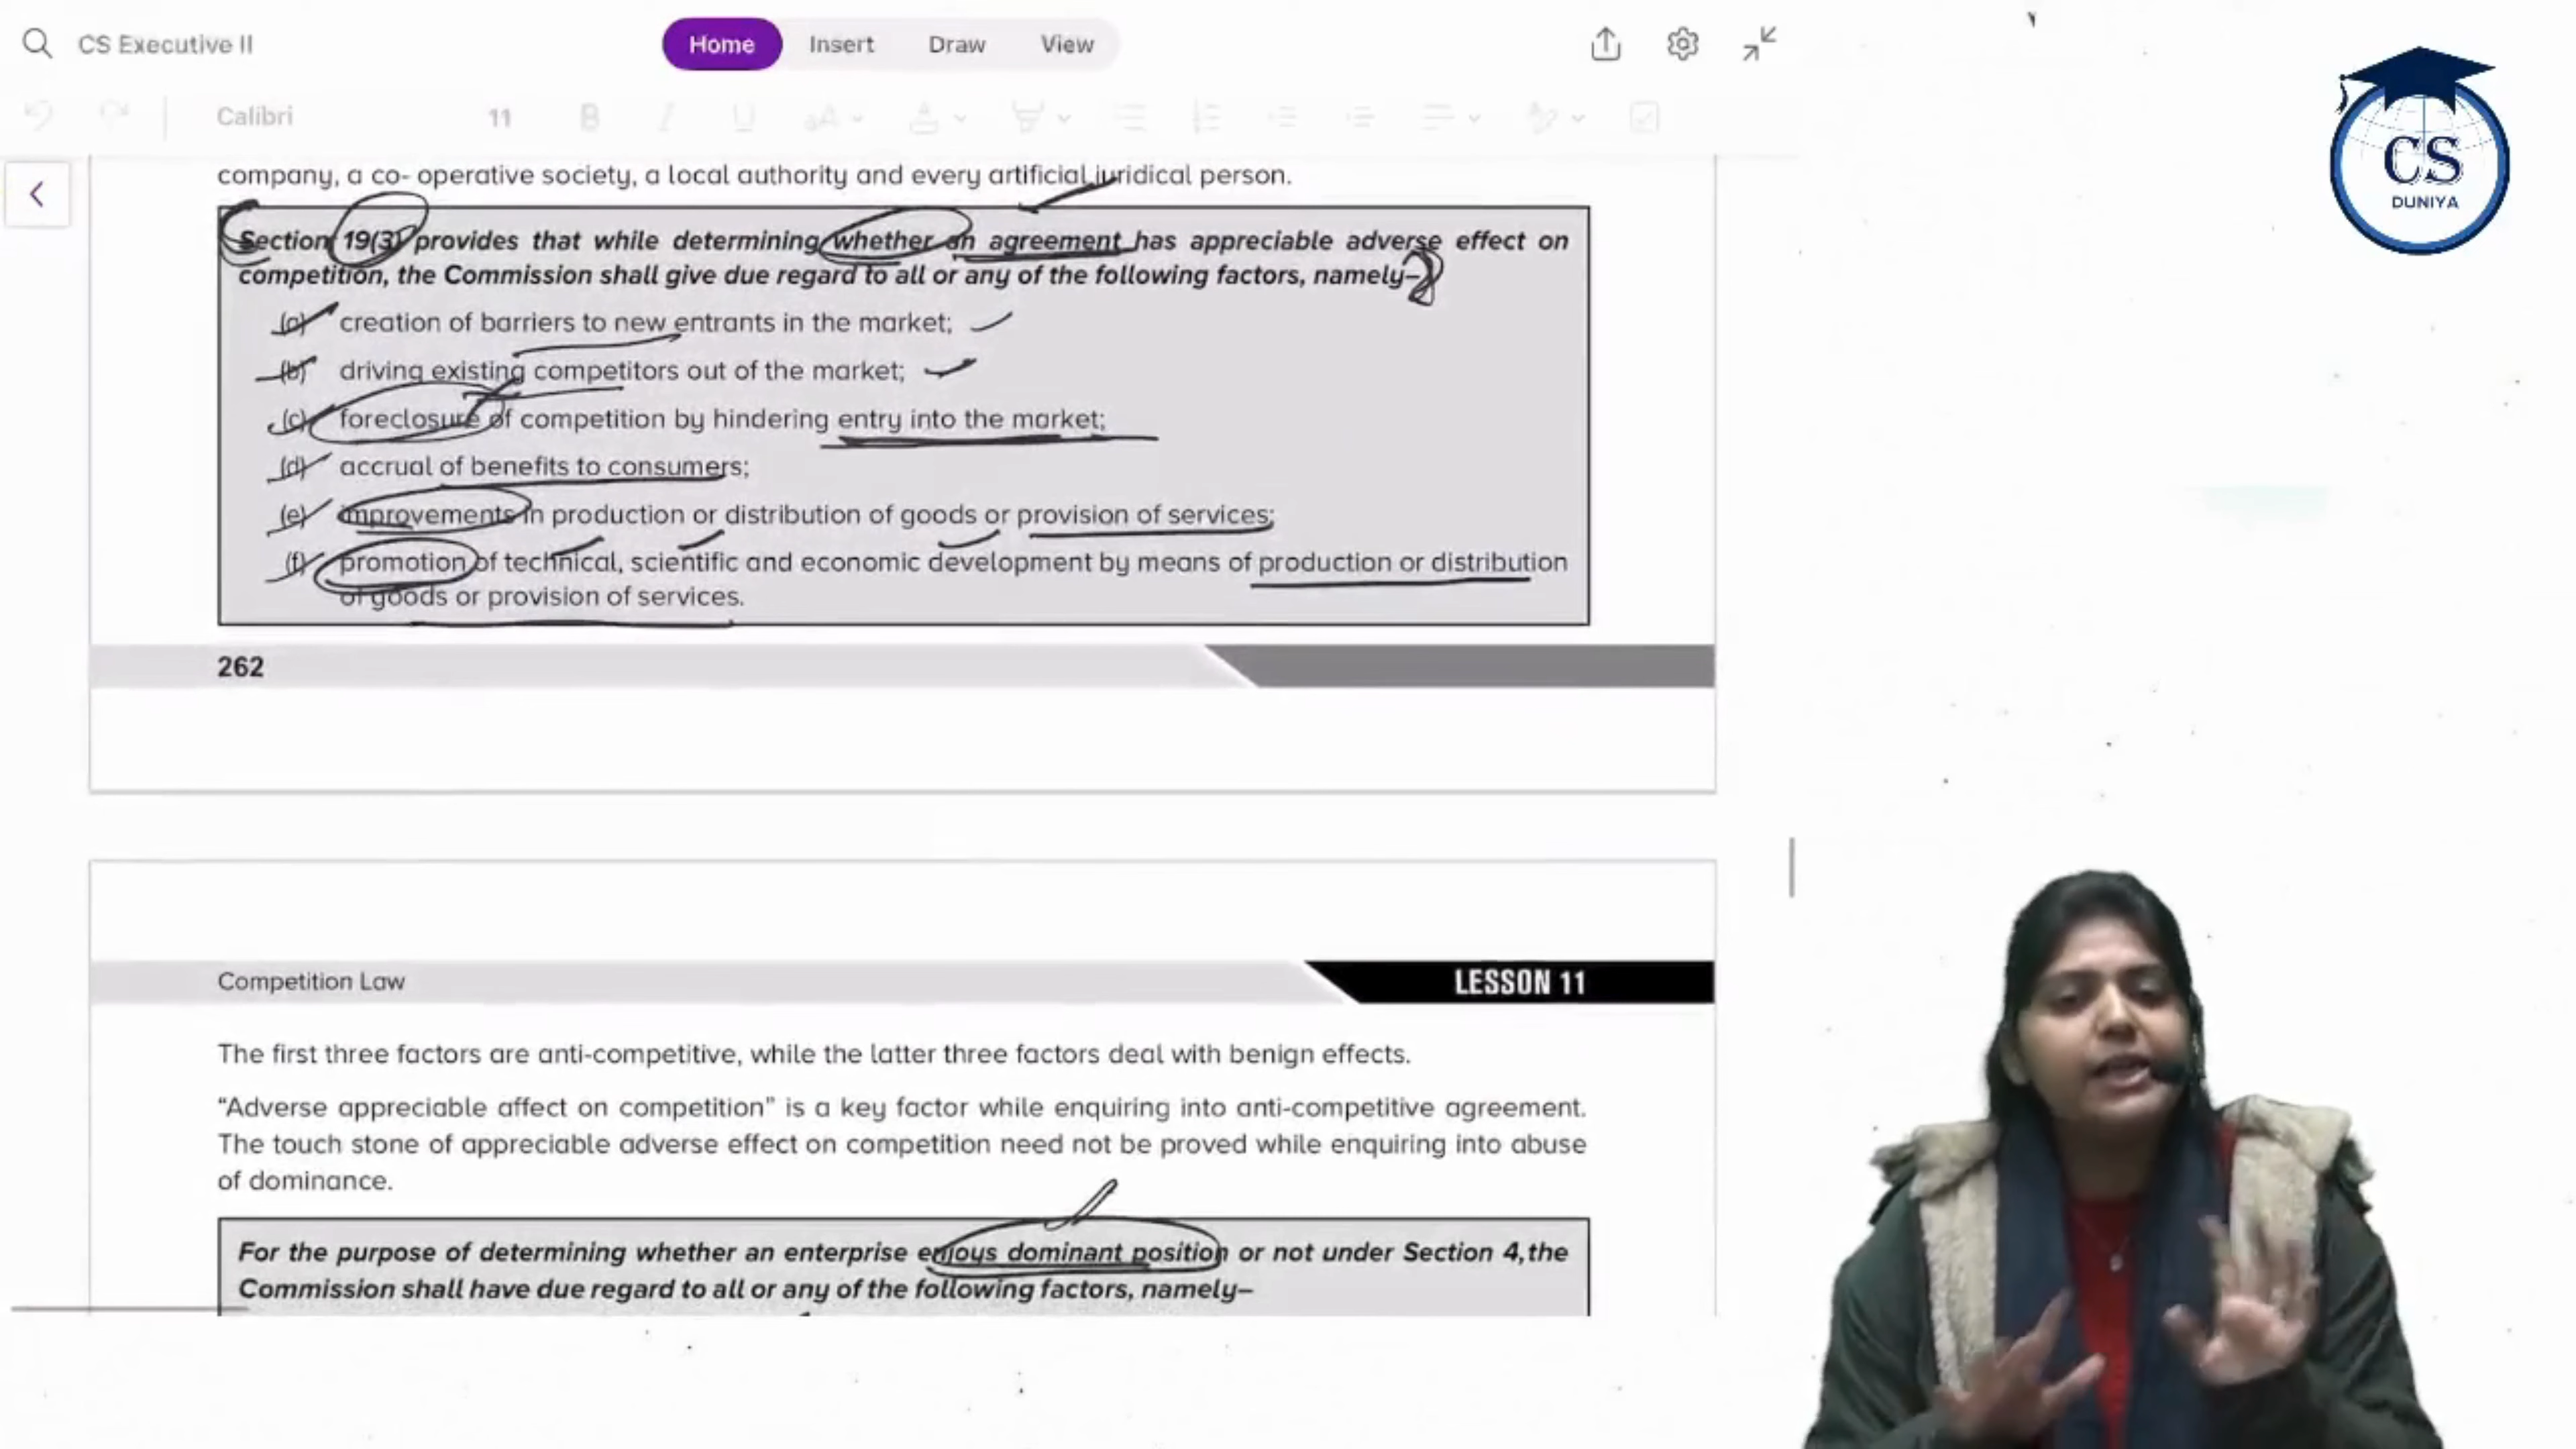 CS Executive II
Home Insert Draw View
Calibri 11
CS
DUNIYA
company, a co- operative society, a local authority and every artificial juridical person.
Section 19(3) provides that while determining whether an agreement has appreciable adverse effect on
competition, the Commission shall give due regard to all or any of the following factors, namely–
(a) creation of barriers to new entrants in the market;
(b) driving existing competitors out of the market;
(c) foreclosure of competition by hindering entry into the market;
(d) accrual of benefits to consumers;
(e) improvements in production or distribution of goods or provision of services;
(f) promotion of technical, scientific and economic development by means of production or distribution
of goods or provision of services.
262
Competition Law LESSON 11
The first three factors are anti-competitive, while the latter three factors deal with benign effects.
“Adverse appreciable affect on competition” is a key factor while enquiring into anti-competitive agreement.
The touch stone of appreciable adverse effect on competition need not be proved while enquiring into abuse
of dominance.
For the purpose of determining whether an enterprise enjoys dominant position or not under Section 4,the
Commission shall have due regard to all or any of the following factors, namely–